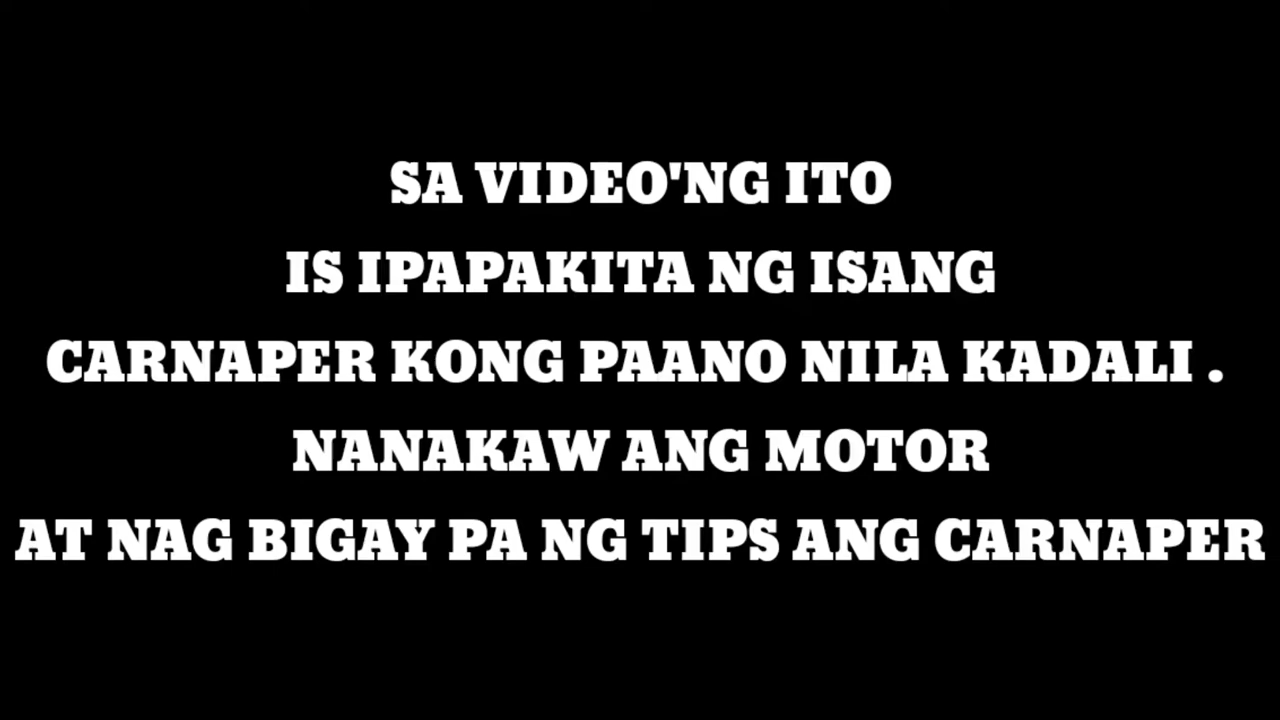 SA VIDEO'NG ITO
IS IPAPAKITA NG ISANG
CARNAPER KONG PAANO NILA KADALI .
NANAKAW ANG MOTOR
AT NAG BIGAY PA NG TIPS ANG CARNAPER